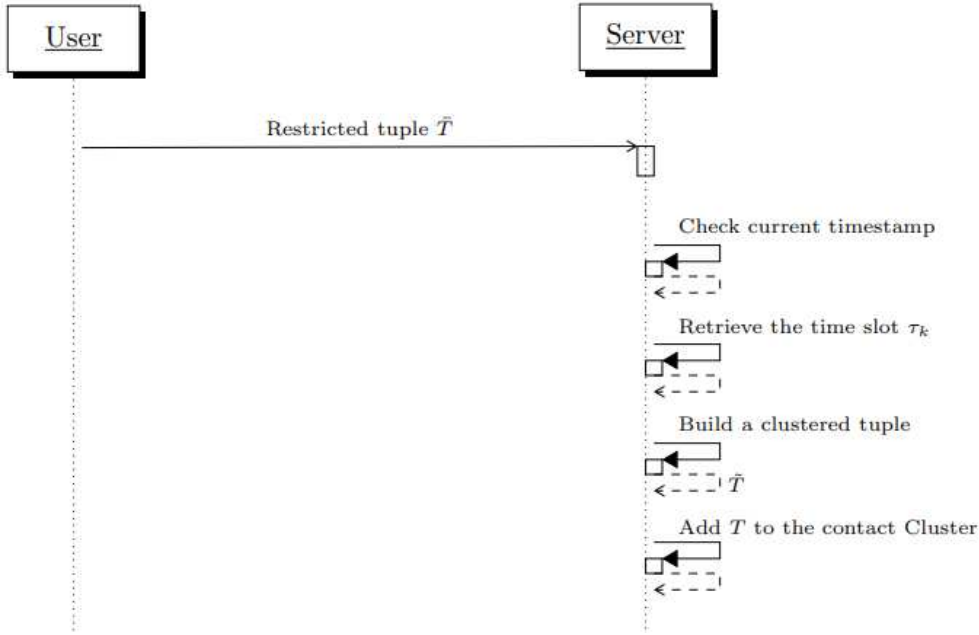 User
Server
Restricted tuple T̄
Check current timestamp
Retrieve the time slot τₖ
Build a clustered tuple
T̃
Add T to the contact Cluster